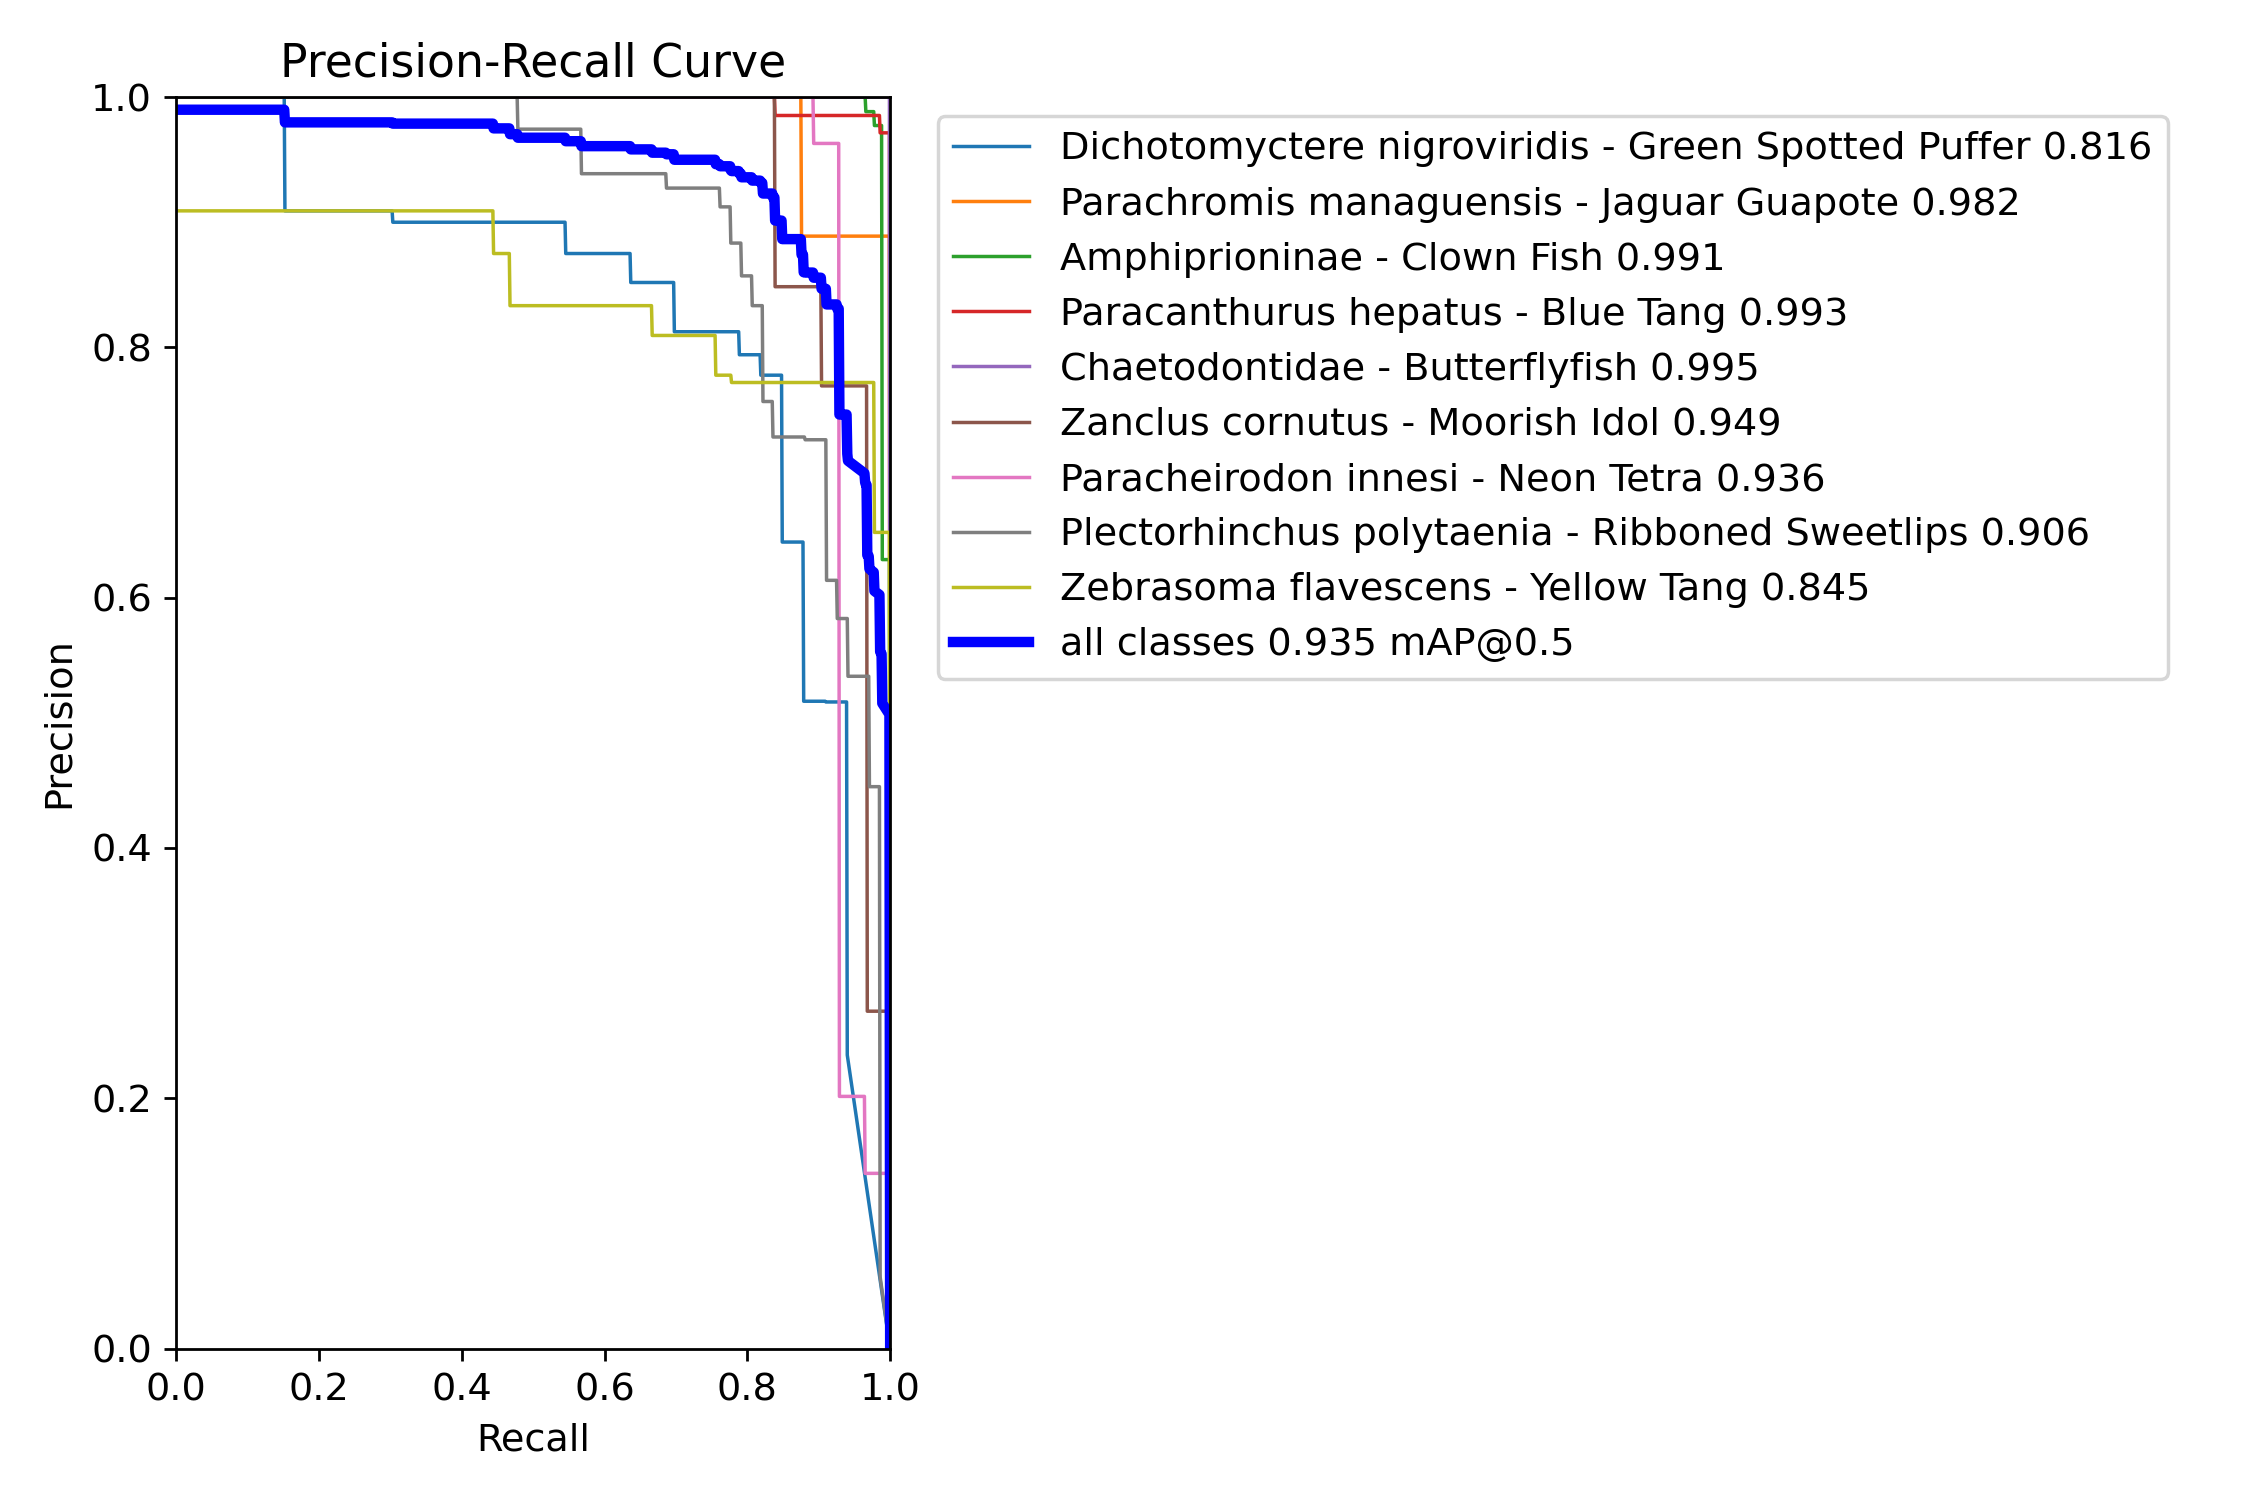 Precision-Recall Curve
1.0
0.8
0.6
0.4
0.2
0.0
Precision
0.0 0.2 0.4 0.6 0.8 1.0
Recall
Dichotomyctere nigroviridis - Green Spotted Puffer 0.816
Parachromis managuensis - Jaguar Guapote 0.982
Amphiprioninae - Clown Fish 0.991
Paracanthurus hepatus - Blue Tang 0.993
Chaetodontidae - Butterflyfish 0.995
Zanclus cornutus - Moorish Idol 0.949
Paracheirodon innesi - Neon Tetra 0.936
Plectorhinchus polytaenia - Ribboned Sweetlips 0.906
Zebrasoma flavescens - Yellow Tang 0.845
all classes 0.935 mAP@0.5